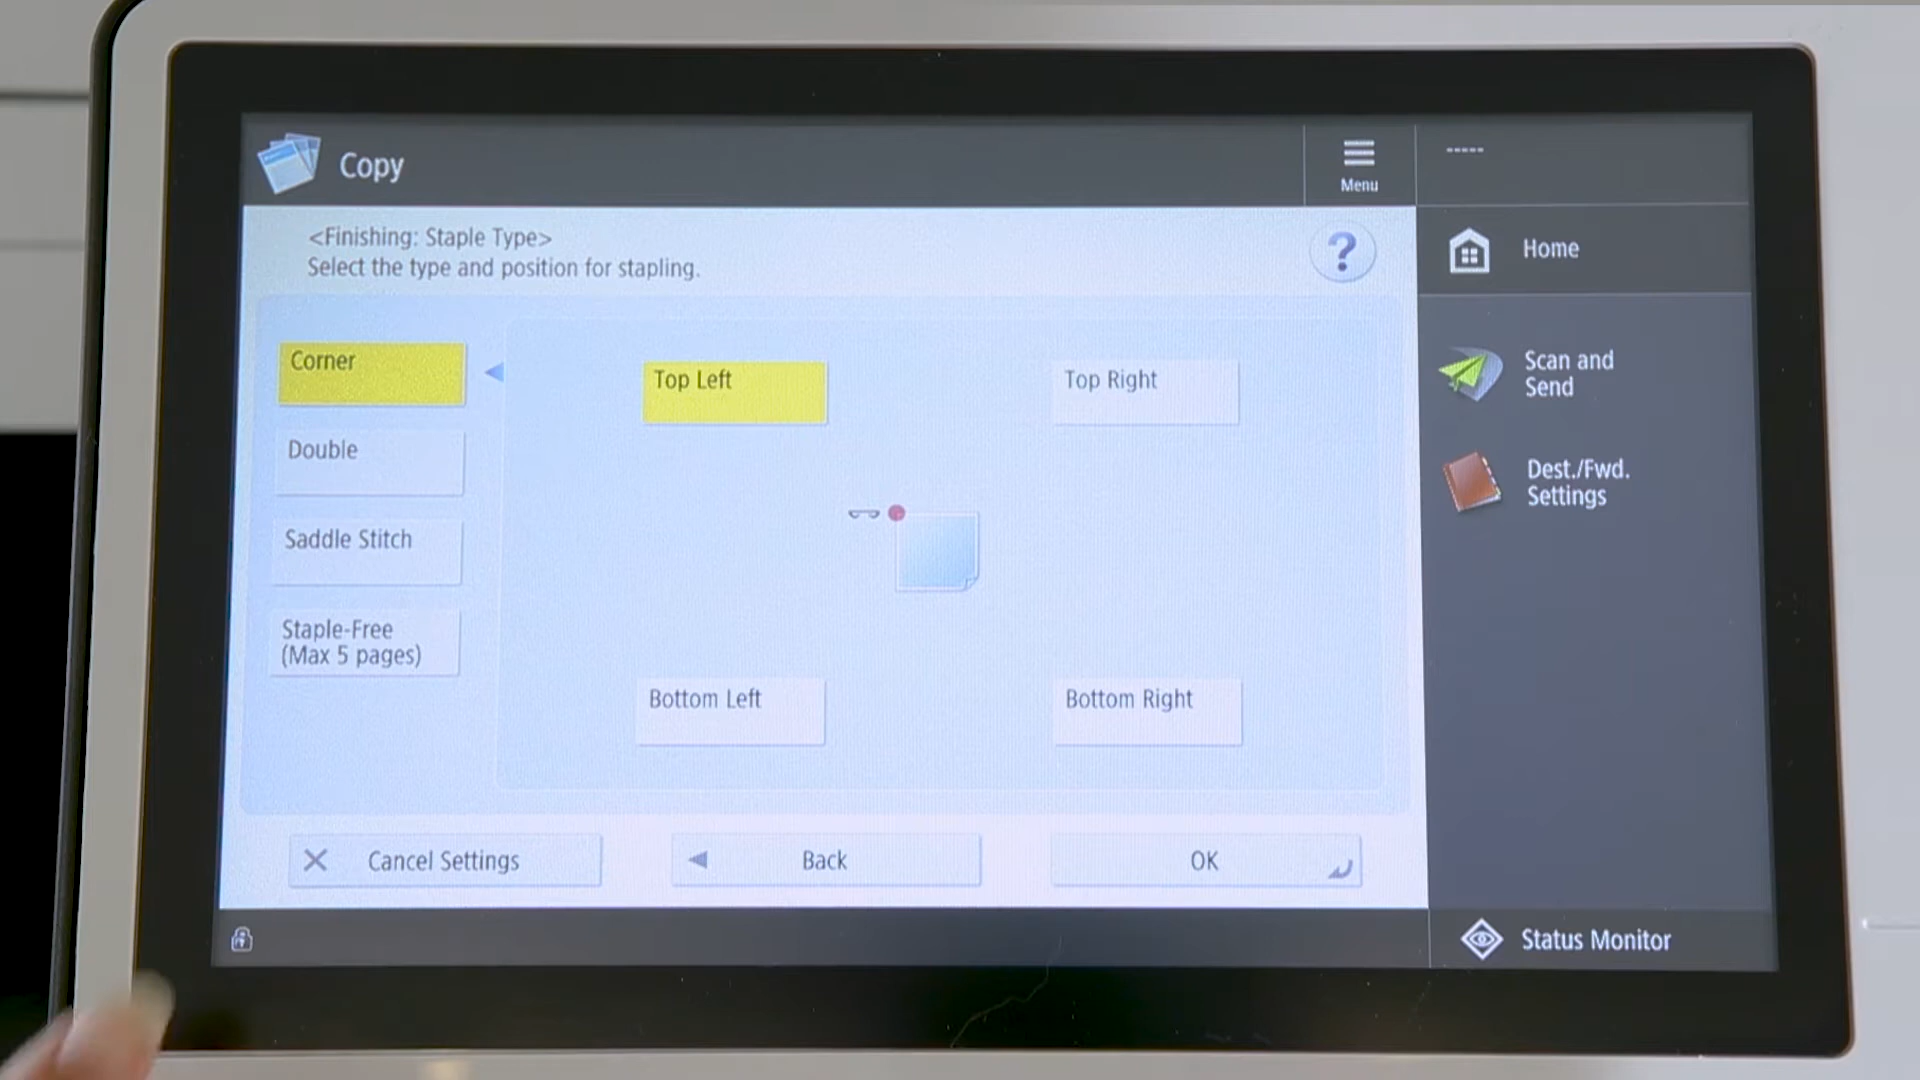 Copy
Menu
-----
<Finishing: Staple Type>
Select the type and position for stapling.
?
Home
Corner
Top Left
Top Right
Scan and
Send
Double
Dest./Fwd.
Settings
Saddle Stitch
Staple-Free
(Max 5 pages)
Bottom Left
Bottom Right
Cancel Settings
Back
OK
Status Monitor